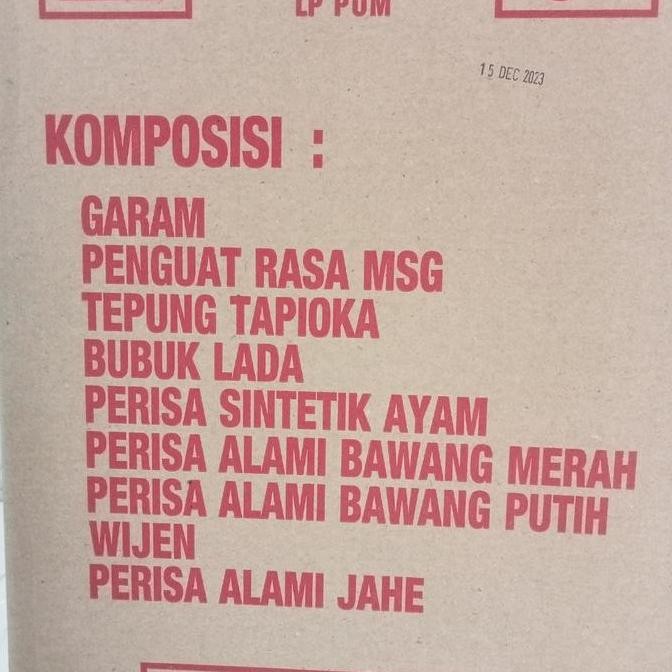 LP POM
15 DEC 2023
KOMPOSISI :
GARAM
PENGUAT RASA MSG
TEPUNG TAPIOKA
BUBUK LADA
PERISA SINTETIK AYAM
PERISA ALAMI BAWANG MERAH
PERISA ALAMI BAWANG PUTIH
WIJEN
PERISA ALAMI JAHE